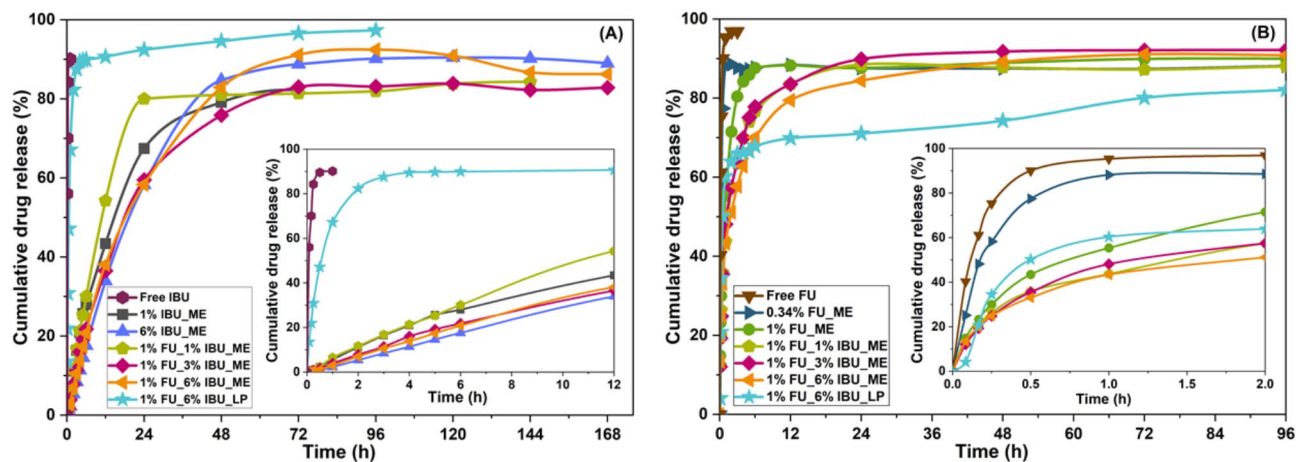 (A)
Cumulative drug release (%)
100
80
60
40
20
0
0 24 48 72 96 120 144 168
Time (h)
Free IBU
1% IBU_ME
6% IBU_ME
1% FU_1% IBU_ME
1% FU_3% IBU_ME
1% FU_6% IBU_ME
1% FU_6% IBU_LP
Cumulative drug release (%)
100
80
60
40
20
0
0 2 4 6 8 10 12
Time (h)
(B)
Cumulative drug release (%)
100
80
60
40
20
0
0 12 24 36 48 60 72 84 96
Time (h)
Free FU
0.34% FU_ME
1% FU_ME
1% FU_1% IBU_ME
1% FU_3% IBU_ME
1% FU_6% IBU_ME
1% FU_6% IBU_LP
Cumulative drug release (%)
100
90
80
70
60
50
40
30
20
10
0
0.0 0.5 1.0 1.5 2.0
Time (h)